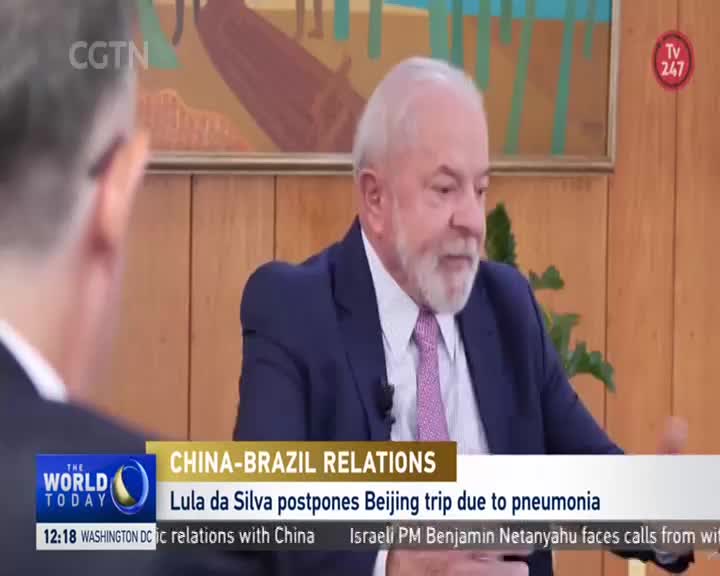 CGTN
Tv
247
CHINA-BRAZIL RELATIONS
THE
WORLD
TODAY
Lula da Silva postpones Beijing trip due to pneumonia
12:18 WASHINGTON DC
ic relations with China Israeli PM Benjamin Netanyahu faces calls from wit